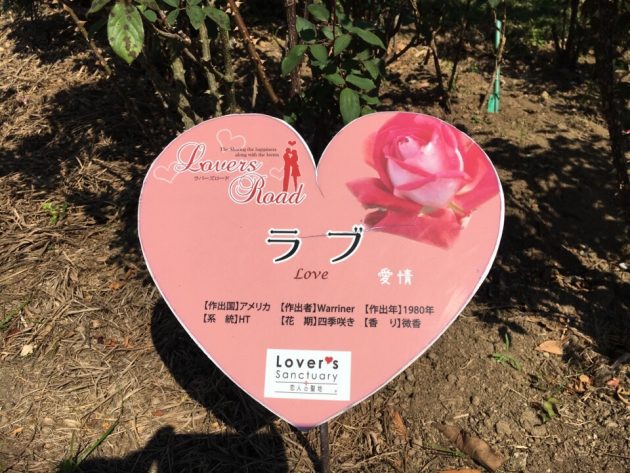 The Sharing the happiness
along with the lovers
Lovers
ラバーズロード
Road
ラブ
Love
愛情
【作出国】アメリカ 【作出者】Warriner 【作出年】1980年
【系 統】HT 【花 期】四季咲き 【香 り】微香
Lover's
Sanctuary
恋人の聖地